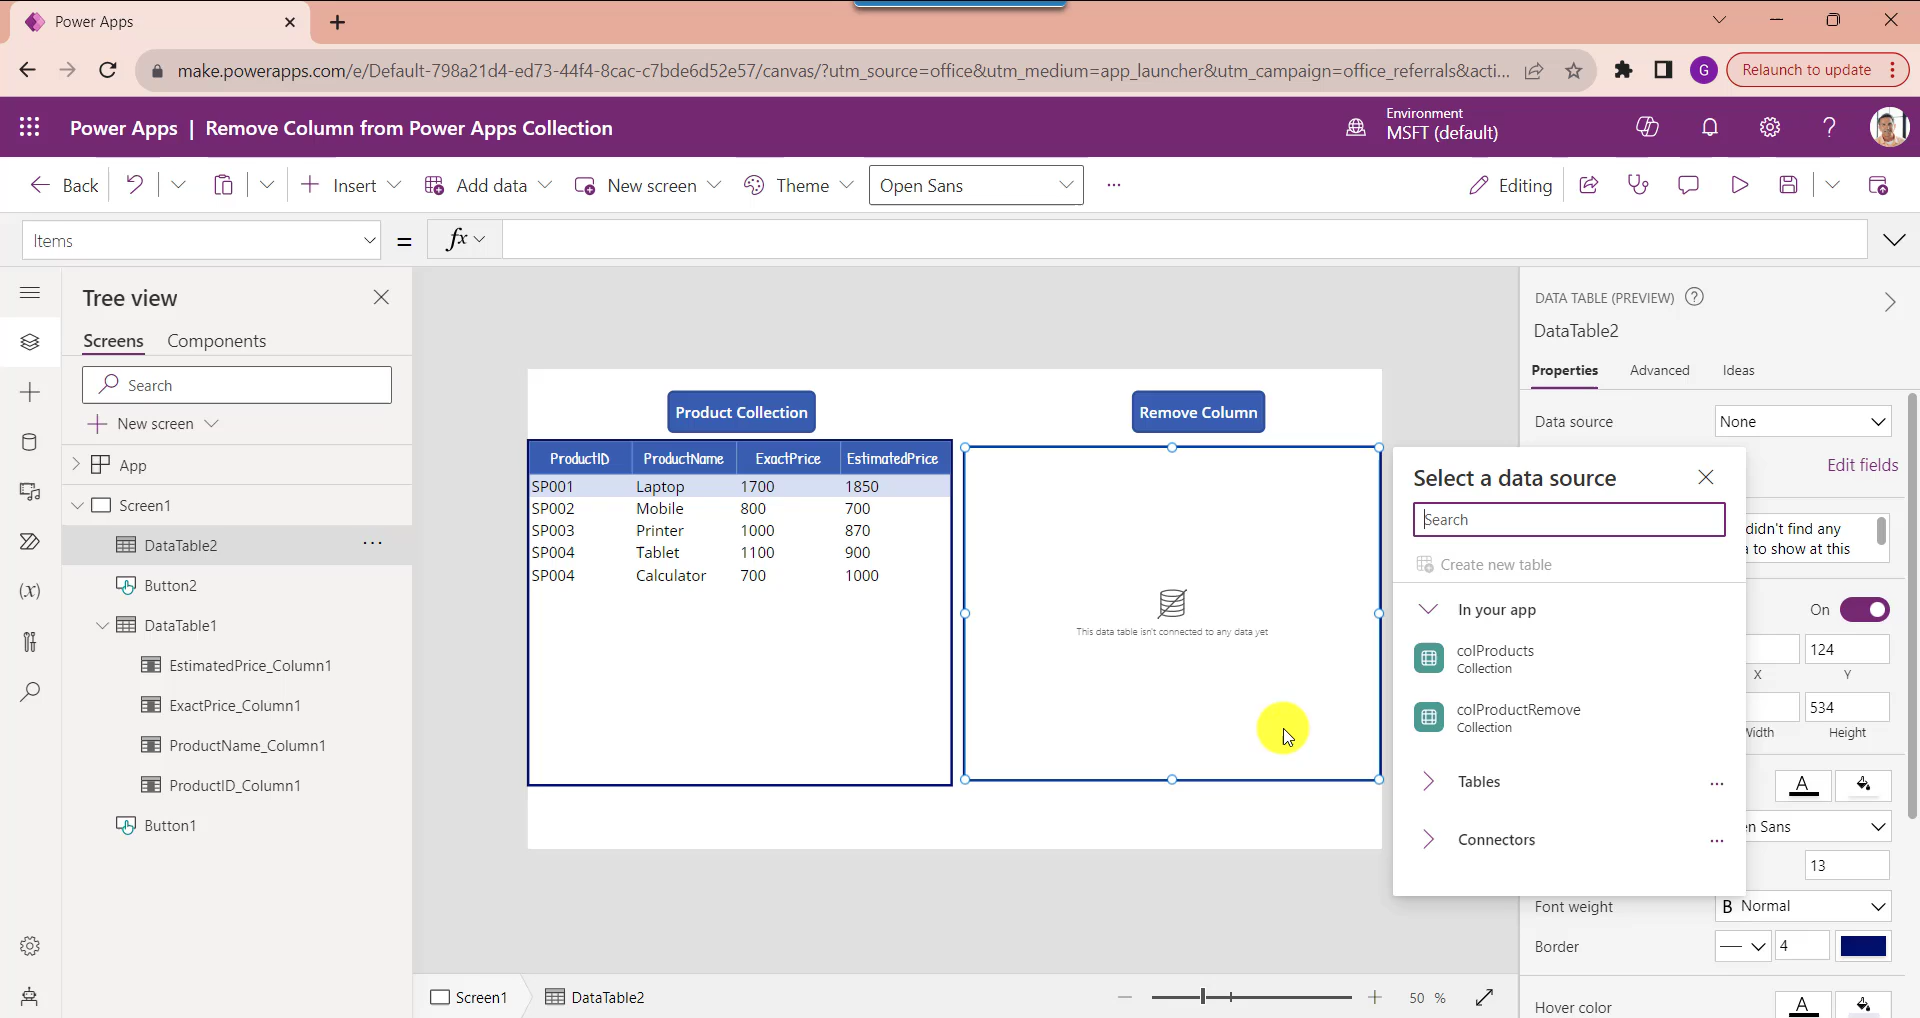 Power Apps
make.powerapps.com/e/Default-798a21d4-ed73-44f4-8cac-c7bde6d52e57/canvas/?utm_source=office&utm_medium=app_launcher&utm_campaign=office_referrals&acti...
G
Relaunch to update
Power Apps | Remove Column from Power Apps Collection
Environment
MSFT (default)
?
Back
Insert
Add data
New screen
Theme
Open Sans
...
Editing
Items
=
fx
Tree view
Screens
Components
Search
New screen
App
Screen1
DataTable2
...
Button2
DataTable1
EstimatedPrice_Column1
ExactPrice_Column1
ProductName_Column1
ProductID_Column1
Button1
(x)
Product Collection
Remove Column
ProductID ProductName ExactPrice EstimatedPrice
SP001 Laptop 1700 1850
SP002 Mobile 800 700
SP003 Printer 1000 870
SP004 Tablet 1100 900
SP004 Calculator 700 1000
This data table isn't connected to any data yet
Select a data source
Search
Create new table
In your app
colProducts
Collection
colProductRemove
Collection
Tables
...
Connectors
...
DATA TABLE (PREVIEW) ?
DataTable2
Properties
Advanced
Ideas
Data source
None
Edit fields
didn't find any
to show at this
On
124
X
Y
534
Width
Height
A
en Sans
13
Font weight
B Normal
Border
4
Hover color
A
Screen1
DataTable2
50 %